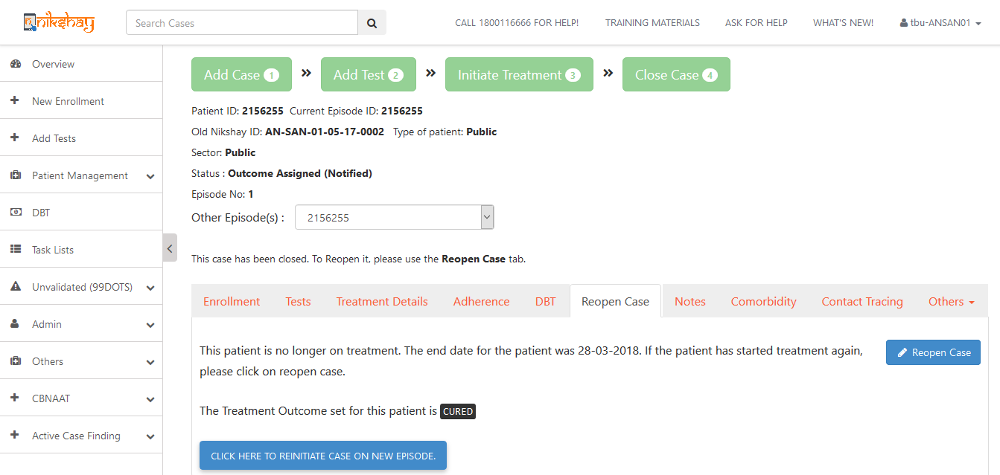 nikshay
Search Cases
CALL 1800116666 FOR HELP! TRAINING MATERIALS ASK FOR HELP WHAT'S NEW! tbu-ANSAN01
Overview
New Enrollment
Add Tests
Patient Management
DBT
Task Lists
Unvalidated (99DOTS)
Admin
Others
CBNAAT
Active Case Finding
Add Case 1 » Add Test 2 » Initiate Treatment 3 » Close Case 4
Patient ID: 2156255 Current Episode ID: 2156255
Old Nikshay ID: AN-SAN-01-05-17-0002 Type of patient: Public
Sector: Public
Status : Outcome Assigned (Notified)
Episode No: 1
Other Episode(s) : 2156255
This case has been closed. To Reopen it, please use the Reopen Case tab.
Enrollment Tests Treatment Details Adherence DBT Reopen Case Notes Comorbidity Contact Tracing Others
This patient is no longer on treatment. The end date for the patient was 28-03-2018. If the patient has started treatment again,
please click on reopen case.
Reopen Case
The Treatment Outcome set for this patient is CURED
CLICK HERE TO REINITIATE CASE ON NEW EPISODE.